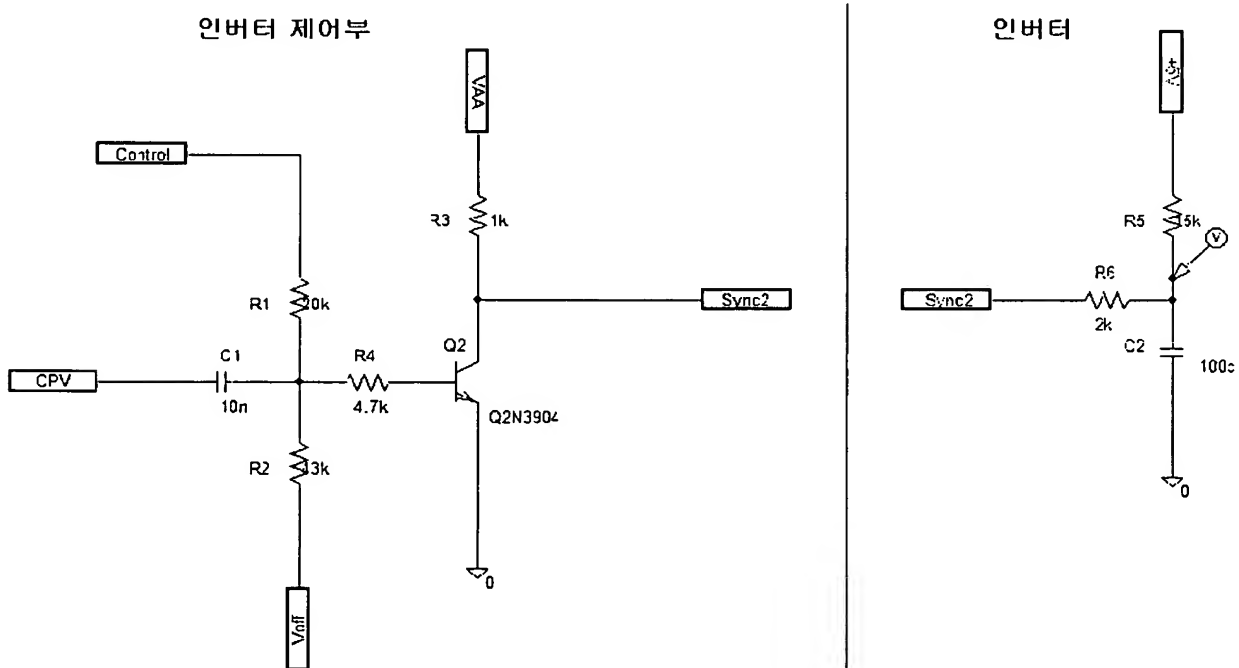 인버터 제어부
인버터
VAA
Control
R3 1k
R5
V
R1
R6
Sync2
Sync2
2k
C1
R4
Q2
C2
CPV
10n
4.7k
Q2N3904
R2
0
0
Voff